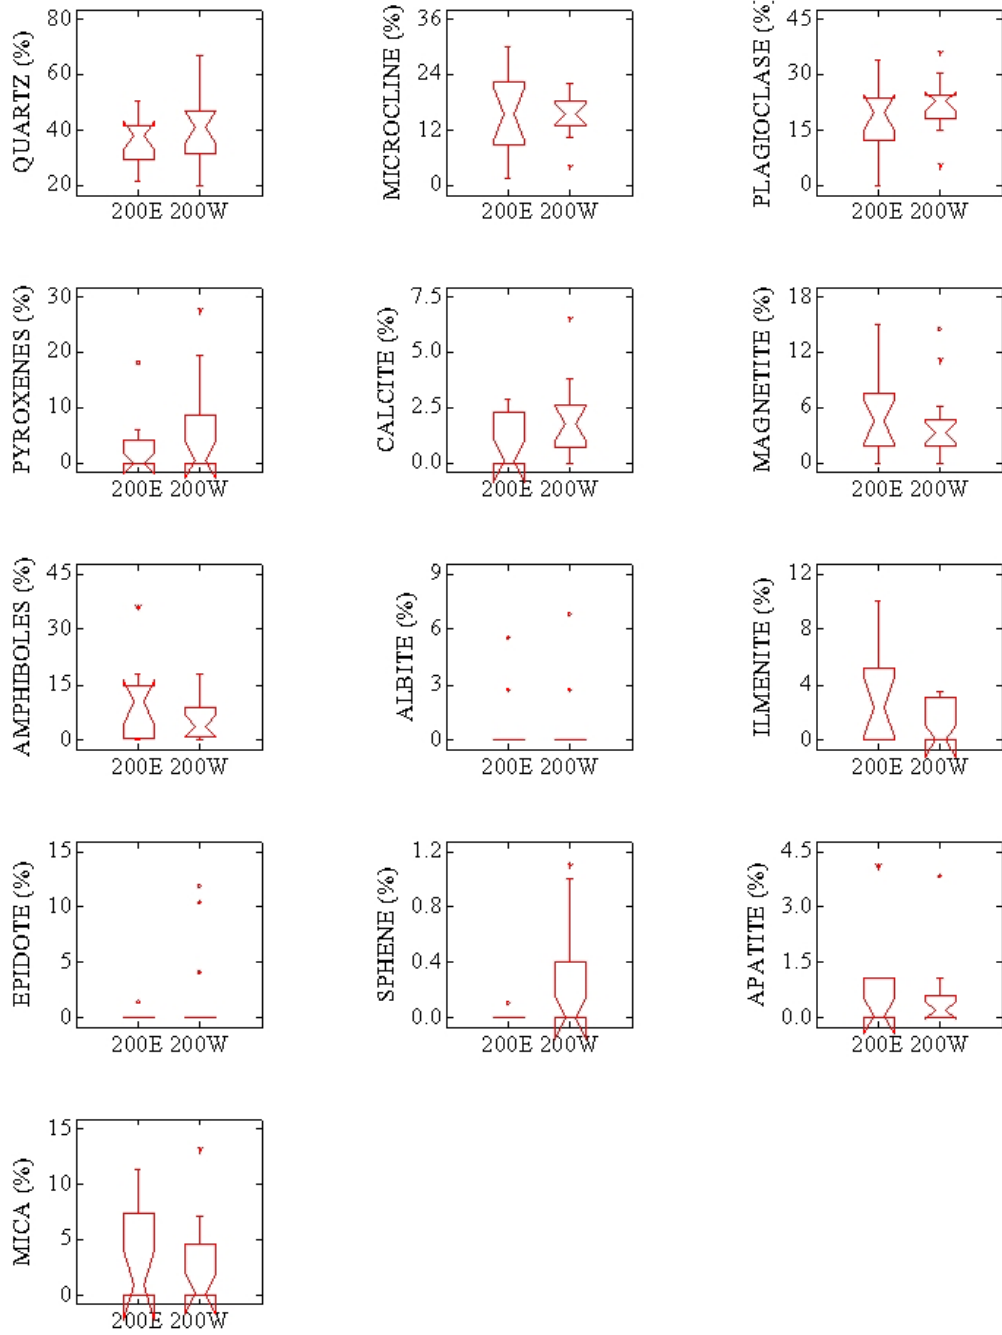 QUARTZ (%)
80
60
40
20
200E 200W
MICROCLINE (%)
36
24
12
0
200E 200W
PLAGIOCLASE (%)
45
30
15
0
200E 200W
PYROXENES (%)
30
20
10
0
200E 200W
CALCITE (%)
7.5
5.0
2.5
0.0
200E 200W
MAGNETITE (%)
18
12
6
0
200E 200W
AMPHIBOLES (%)
45
30
15
0
200E 200W
ALBITE (%)
9
6
3
0
200E 200W
ILMENITE (%)
12
8
4
0
200E 200W
EPIDOTE (%)
15
10
5
0
200E 200W
SPHENE (%)
1.2
0.8
0.4
0.0
200E 200W
APATITE (%)
4.5
3.0
1.5
0.0
200E 200W
MICA (%)
15
10
5
0
200E 200W